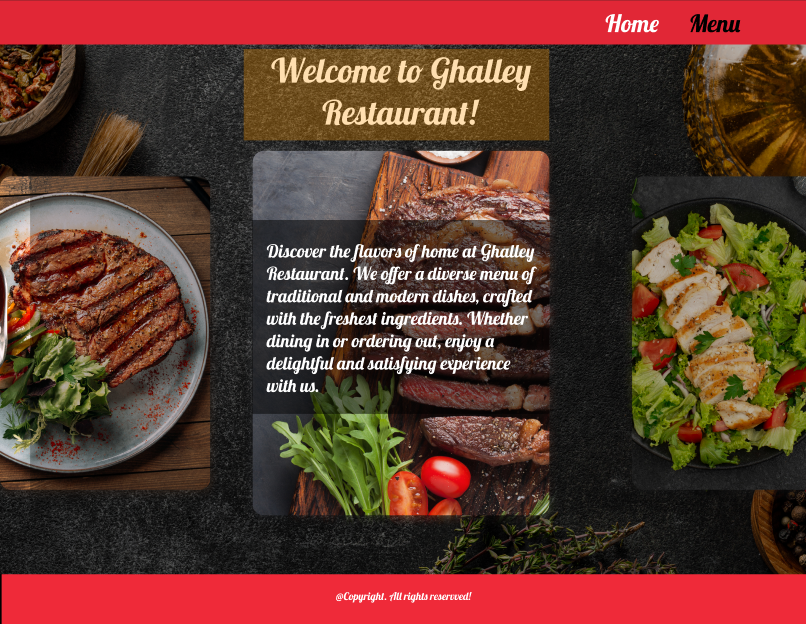 Home Menu
Welcome to Ghalley
Restaurant!
Discover the flavors of home at Ghalley
Restaurant. We offer a diverse menu of
traditional and modern dishes, crafted
with the freshest ingredients. Whether
dining in or ordering out, enjoy a
delightful and satisfying experience
with us.
@Copyright. All rights reservved!